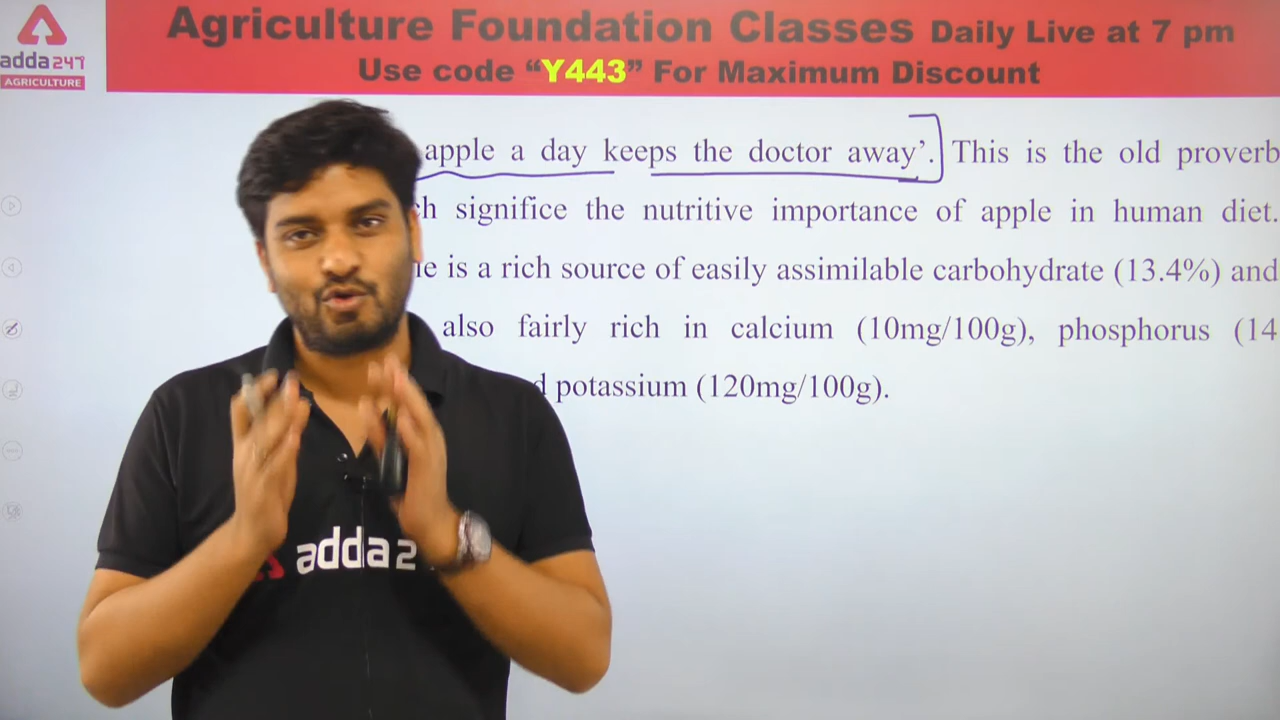 Agriculture Foundation Classes Daily Live at 7 pm
Use code “Y443” For Maximum Discount
adda247
AGRICULTURE
apple a day keeps the doctor away’. This is the old proverb
significe the nutritive importance of apple in human diet.
is a rich source of easily assimilable carbohydrate (13.4%) and
also fairly rich in calcium (10mg/100g), phosphorus (14
potassium (120mg/100g).
adda2